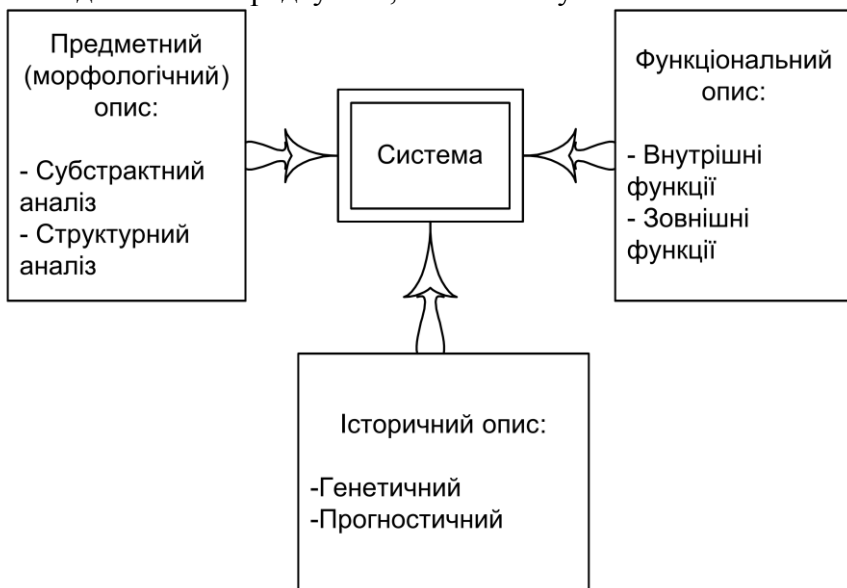 Предметний
(морфологічний)
опис:
- Субстрактний
аналіз
- Структурний
аналіз
Система
Функціональний
опис:
- Внутрішні
функції
- Зовнішні
функції
Історичний опис:
-Генетичний
-Прогностичний